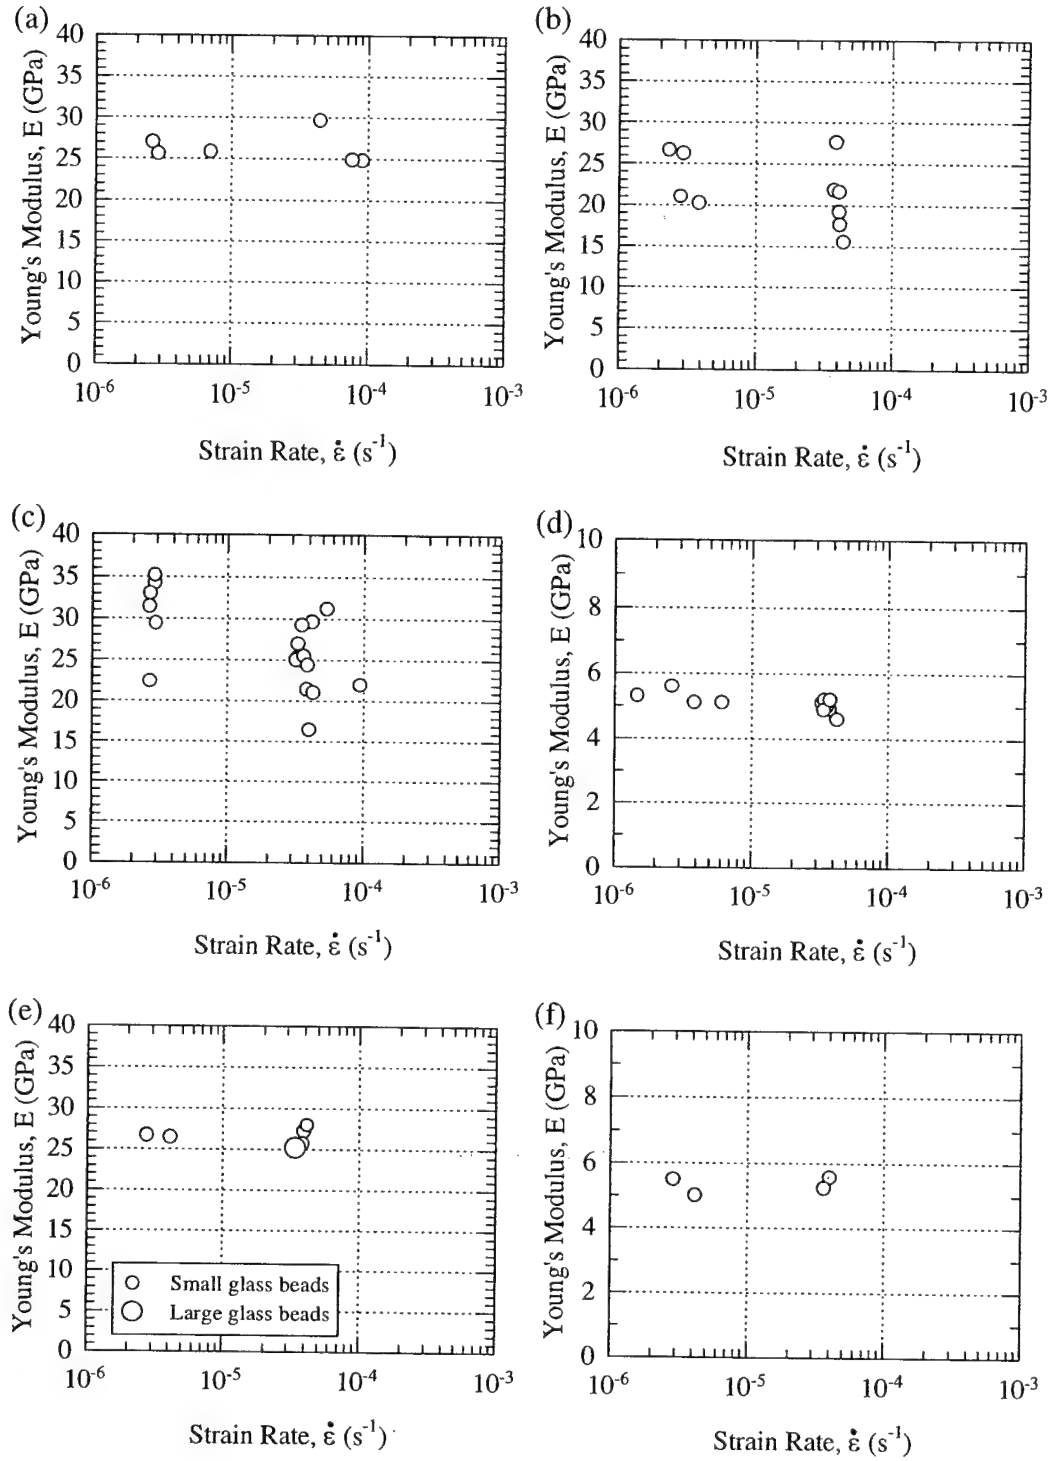 (a)
Young's Modulus, E (GPa)
40
35
30
25
20
15
10
5
0
10⁻⁶ 10⁻⁵ 10⁻⁴ 10⁻³
Strain Rate, ε̇ (s⁻¹)
(b)
Young's Modulus, E (GPa)
40
35
30
25
20
15
10
5
0
10⁻⁶ 10⁻⁵ 10⁻⁴ 10⁻³
Strain Rate, ε̇ (s⁻¹)
(c)
Young's Modulus, E (GPa)
40
35
30
25
20
15
10
5
0
10⁻⁶ 10⁻⁵ 10⁻⁴ 10⁻³
Strain Rate, ε̇ (s⁻¹)
(d)
Young's Modulus, E (GPa)
10
8
6
4
2
0
10⁻⁶ 10⁻⁵ 10⁻⁴ 10⁻³
Strain Rate, ε̇ (s⁻¹)
(e)
Young's Modulus, E (GPa)
40
35
30
25
20
15
10
5
0
Small glass beads
Large glass beads
10⁻⁶ 10⁻⁵ 10⁻⁴ 10⁻³
Strain Rate, ε̇ (s⁻¹)
(f)
Young's Modulus, E (GPa)
10
8
6
4
2
0
10⁻⁶ 10⁻⁵ 10⁻⁴ 10⁻³
Strain Rate, ε̇ (s⁻¹)